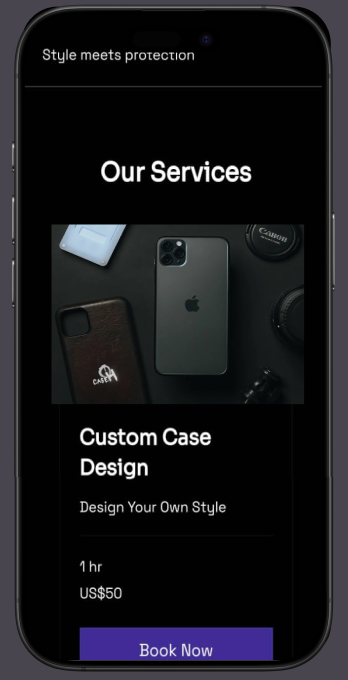 Style meets protection
Our Services
Canon
CASE
Custom Case
Design
Design Your Own Style
1 hr
US$50
Book Now